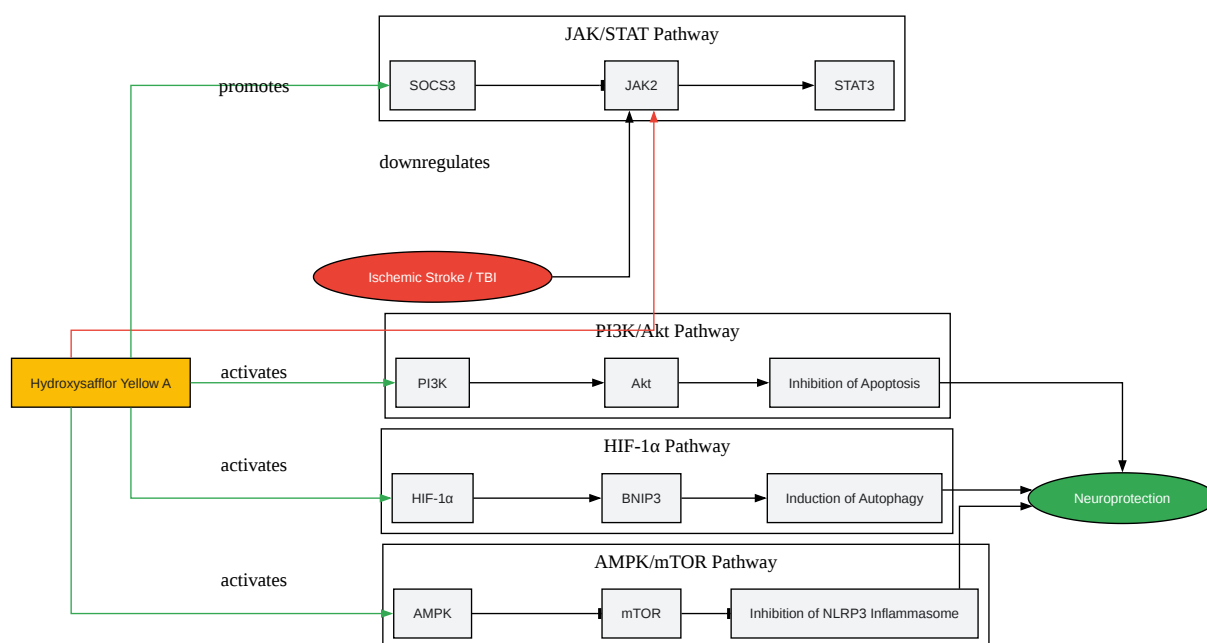 JAK/STAT Pathway
promotes
SOCS3
JAK2
STAT3
downregulates
Ischemic Stroke / TBI
PI3K/Akt Pathway
Hydroxysafflor Yellow A
activates
PI3K
Akt
Inhibition of Apoptosis
HIF-1α Pathway
activates
HIF-1α
BNIP3
Induction of Autophagy
Neuroprotection
AMPK/mTOR Pathway
activates
AMPK
mTOR
Inhibition of NLRP3 Inflammasome